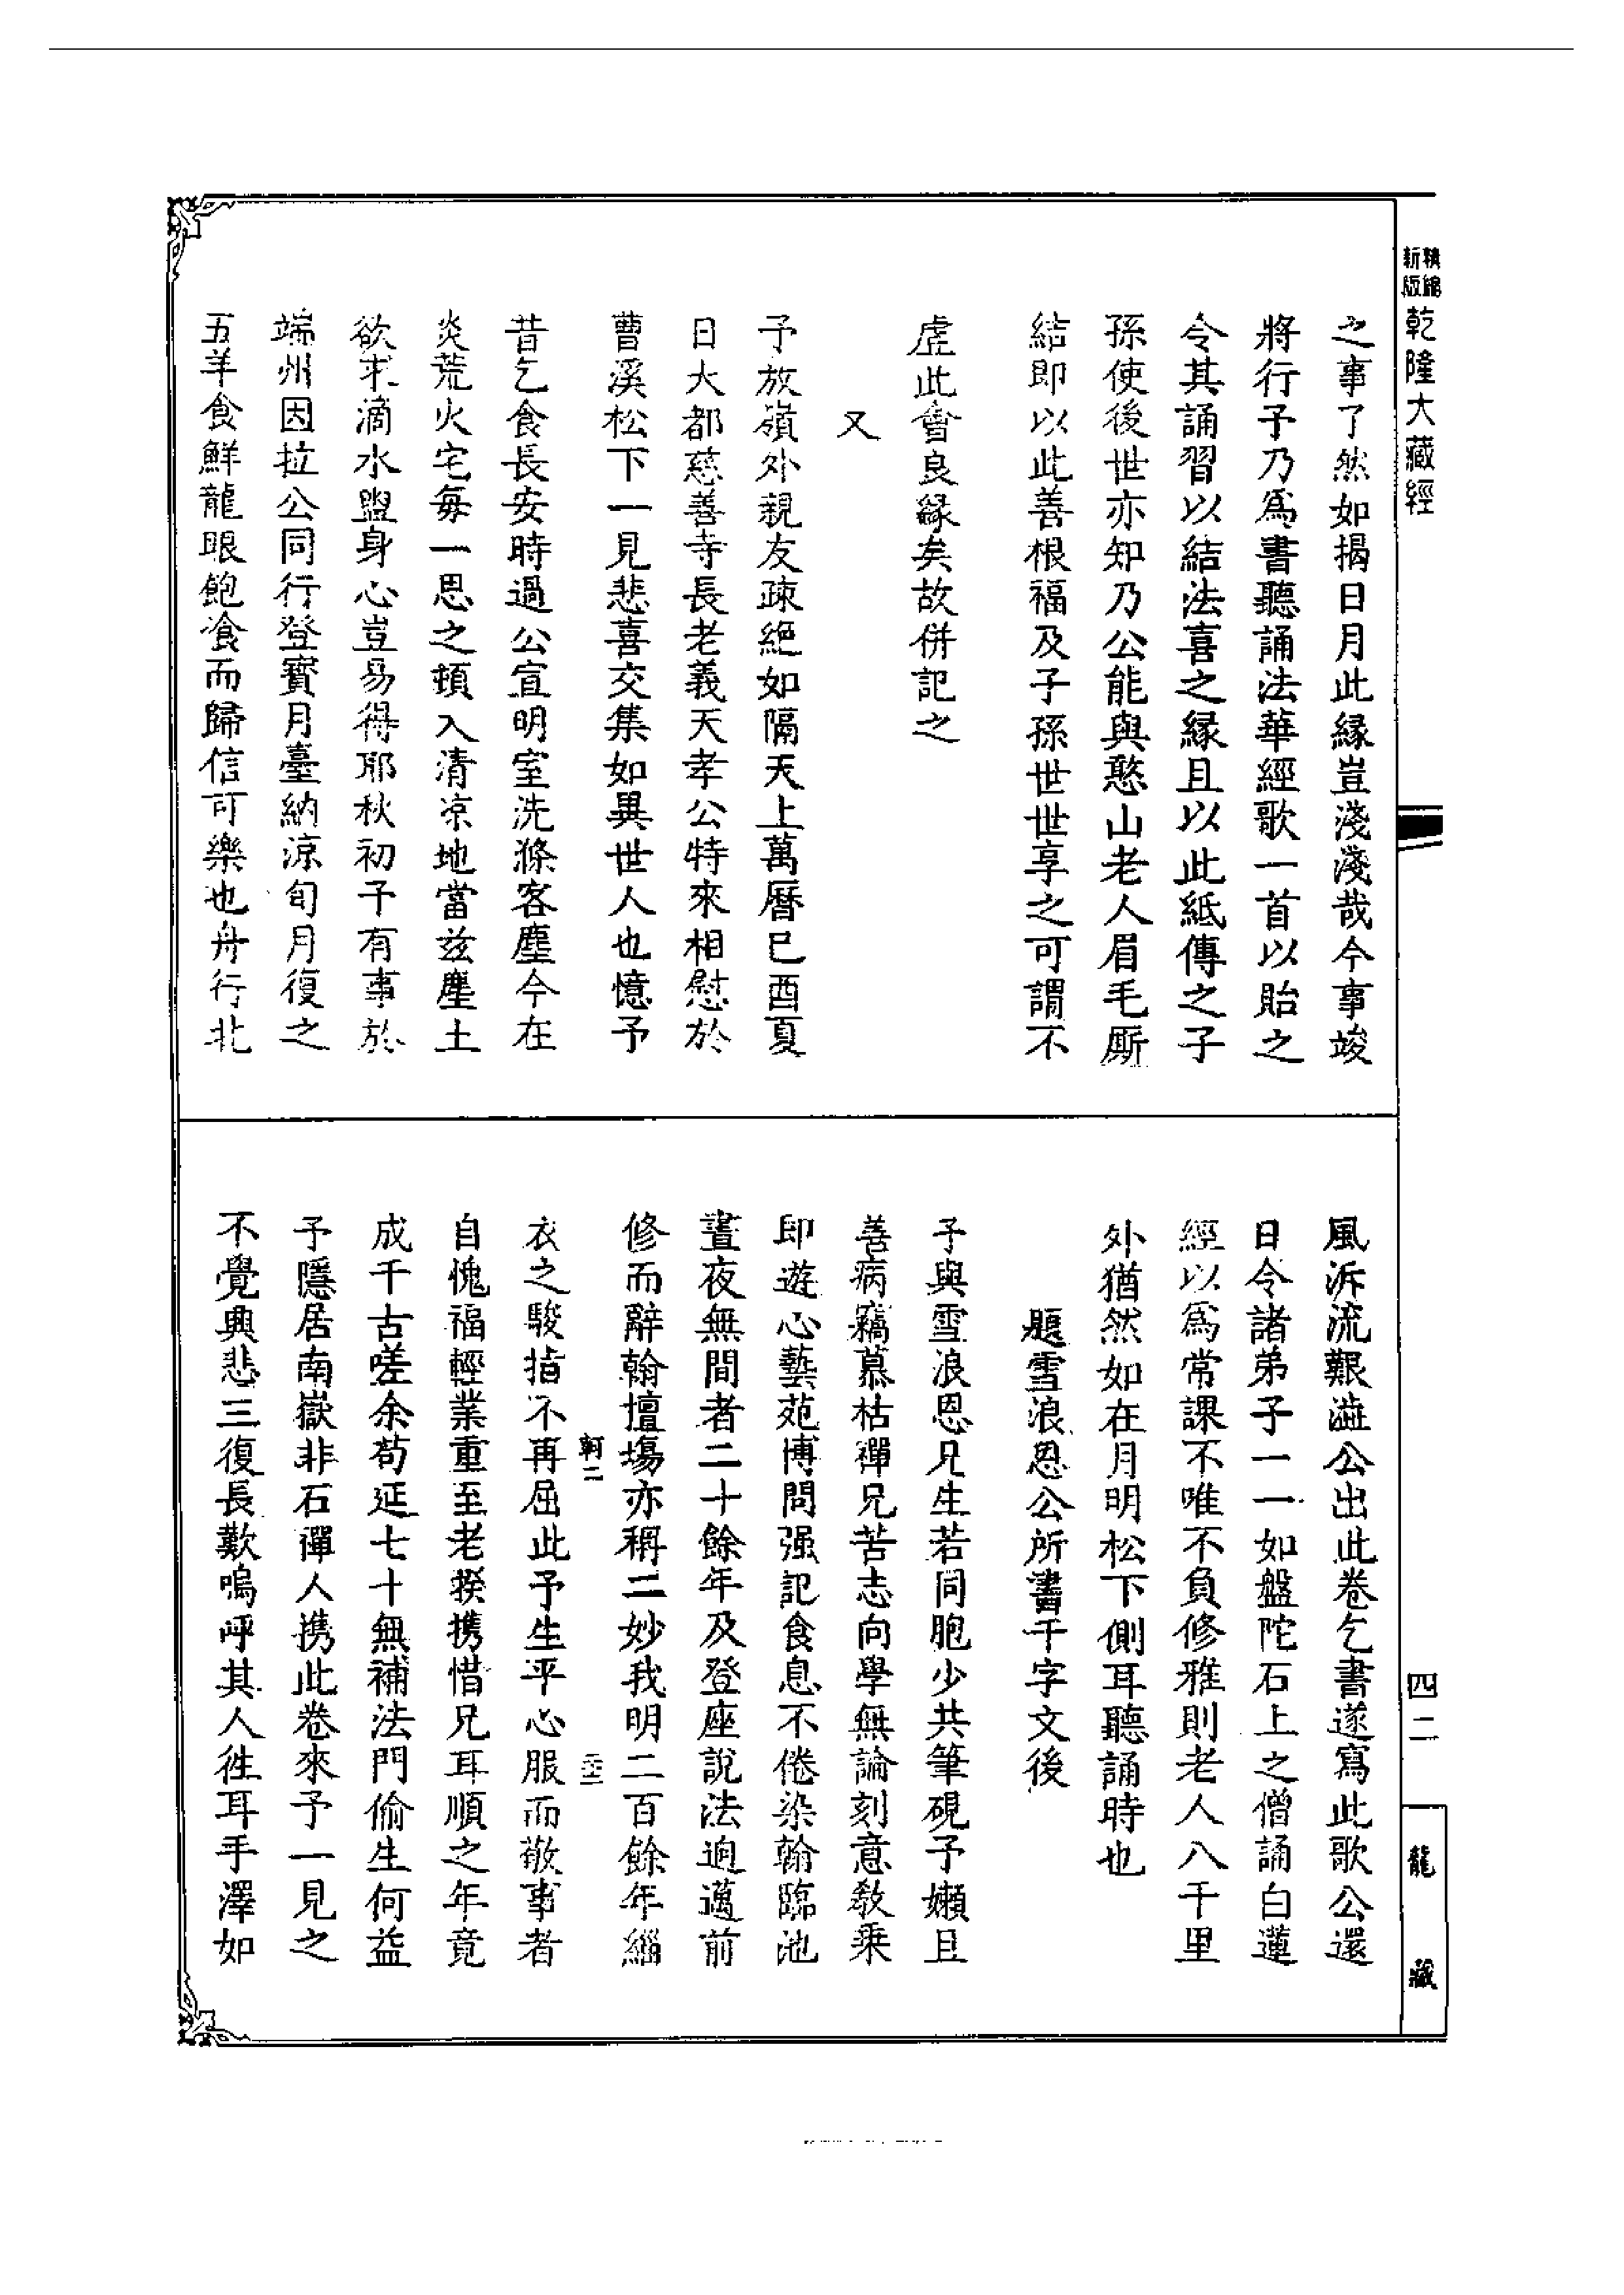 精縮
新版
乾隆大藏經
之事了然如揭日月此緣豈淺淺哉今事竣
將行予乃為書聽誦法華經歌一首以貽之
令其誦習以結法喜之緣且以此紙傳之子
孫使後世亦知乃公能與憨山老人眉毛厮
結即以此善根福及子孫世世享之可謂不
虛此會良緣矣故併記之
又
予放嶺外親友疎絕如隔天上萬曆巳酉夏
日大都慈善寺長老義天孝公特來相慰於
曹溪松下一見悲喜交集如異世人也憶予
昔乞食長安時過公宣明室洗滌客塵今在
炎荒火宅每一思之頓入清凉地當茲塵土
欲求滴水盥身心豈易得耶秋初予有事於
端州因拉公同行登寳月臺納涼旬月復之
五羊食鮮龍眼飽飡而歸信可樂也舟行北
風泝流艱澁公出此卷乞書遂寫此歌公還
日令諸弟子一一如盤陀石上之僧誦白蓮
經以為常課不唯不負修雅則老人八千里
外猶然如在月明松下側耳聽誦時也
題雪浪恩公所書千字文後
予與雪浪恩兄生若同胞少共筆硯予嬾且
善病竊慕枯禪兄苦志向學無論刻意敎乘
即遊心藝苑博問强記食息不倦染翰臨池
晝夜無間者二十餘年及登座說法逈邁前
修而辭翰擅塲亦稱二妙我明二百餘年緇
衣之駿指不再屈此予生平心服而敬事者
自愧福輕業重至老揆携惜兄耳順之年竟
成千古嗟余苟延七十無補法門偷生何益
予隱居南嶽非石禪人携此卷來予一見之
不覺興悲三復長歎嗚呼其人徃耳手澤如
軻二
四二
龍藏